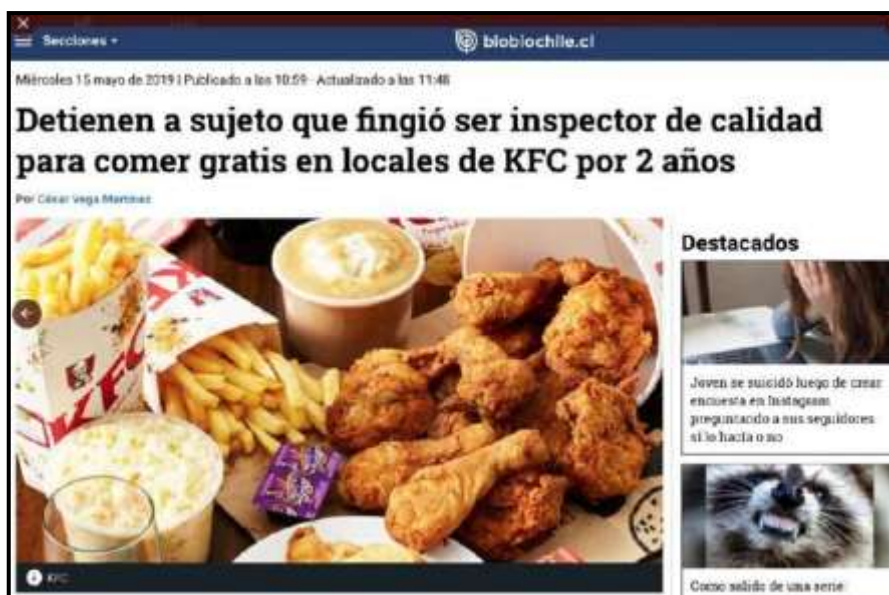 Secciones
biobiochile.cl
Miércoles 15 mayo de 2019 | Publicado a las 10:59 · Actualizado a las 11:48
Detienen a sujeto que fingió ser inspector de calidad
para comer gratis en locales de KFC por 2 años
Por César Vega Martínez
KFC
KFC
Destacados
Joven se suicidó luego de crear
encuesta en Instagram
preguntando a sus seguidores
si lo hacía o no
KFC
Como salido de una serie